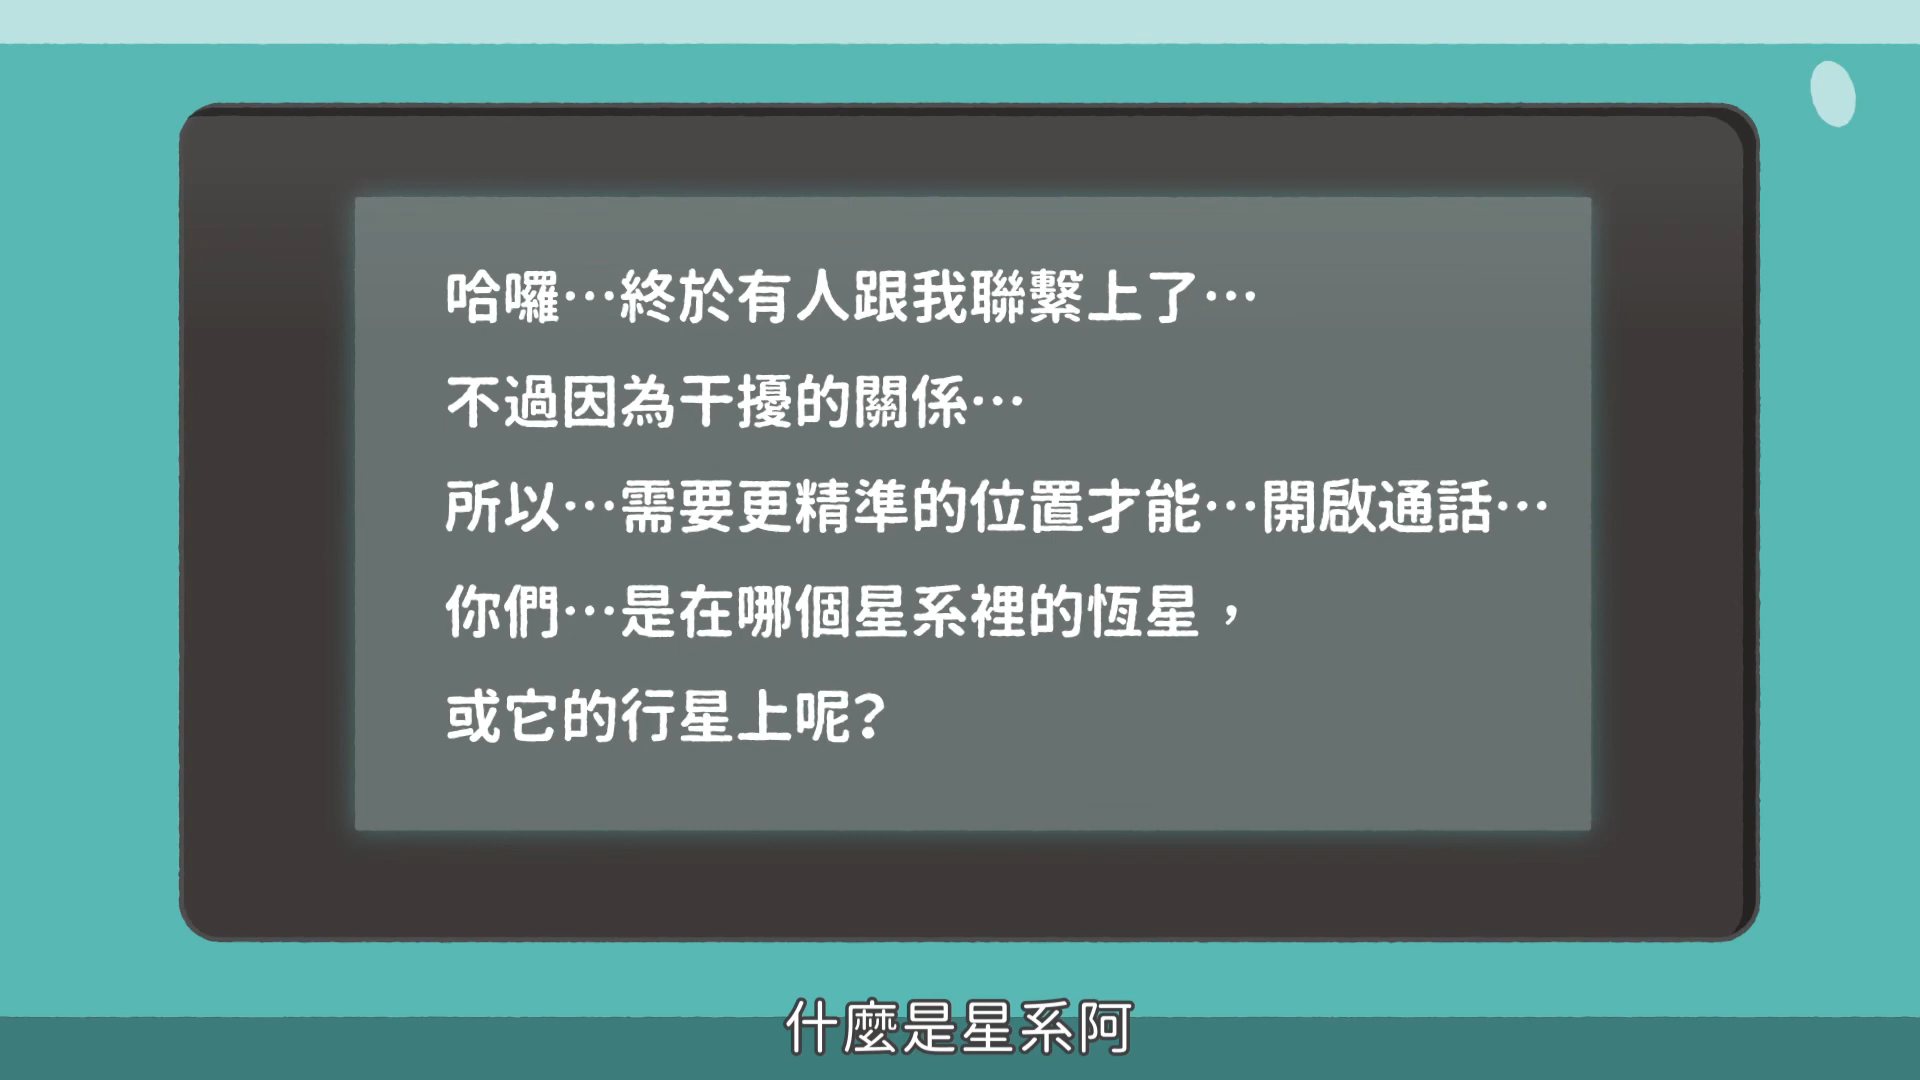 哈囉⋯終於有人跟我聯繫上了⋯
不過因為干擾的關係⋯
所以⋯需要更精準的位置才能⋯開啟通話⋯
你們⋯是在哪個星系裡的恆星，
或它的行星上呢?
什麼是星系阿